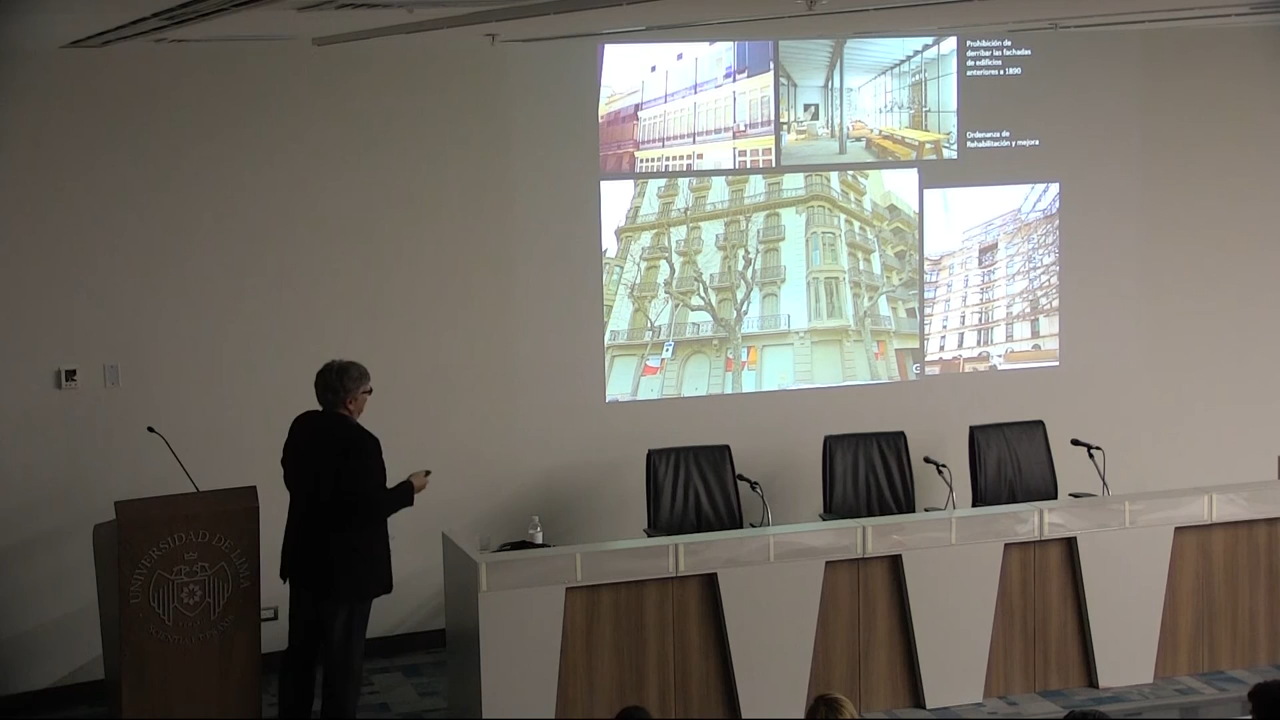 Prohibición de
derribar las fachadas
de edificios
anteriores a 1890
Ordenanza de
Rehabilitación y mejora
G
UNIVERSIDAD DE LIMA